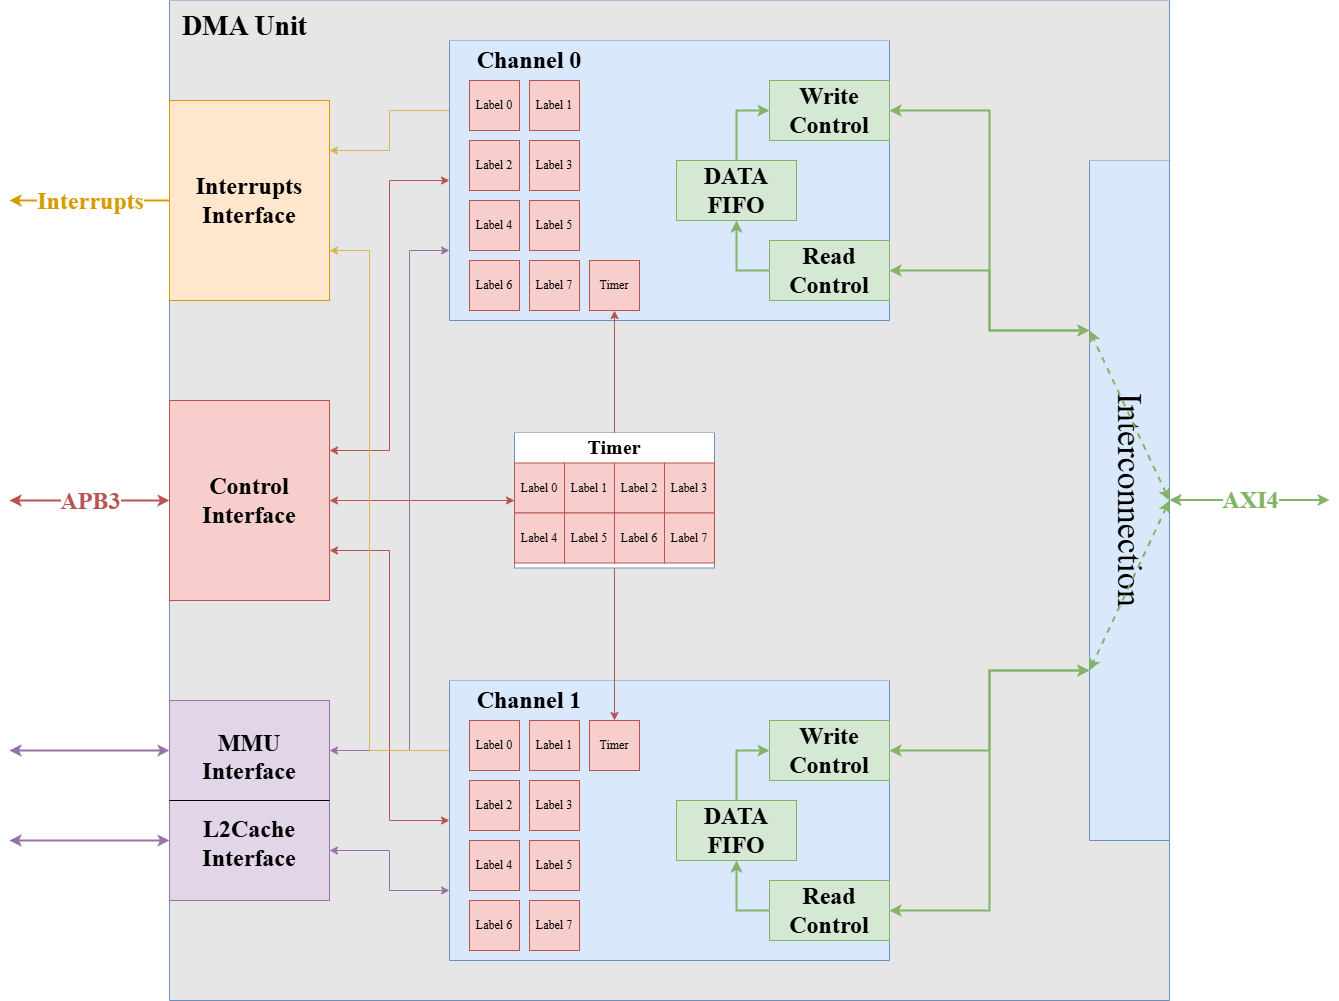 DMA Unit
Channel 0
Label 0
Label 1
Label 2
Label 3
Label 4
Label 5
Label 6
Label 7
Timer
Write
Control
DATA
FIFO
Read
Control
Interrupts
Interrupts
Interface
APB3
Control
Interface
Timer
Label 0
Label 1
Label 2
Label 3
Label 4
Label 5
Label 6
Label 7
Interconnection
AXI4
MMU
Interface
L2Cache
Interface
Channel 1
Label 0
Label 1
Timer
Label 2
Label 3
Label 4
Label 5
Label 6
Label 7
Write
Control
DATA
FIFO
Read
Control